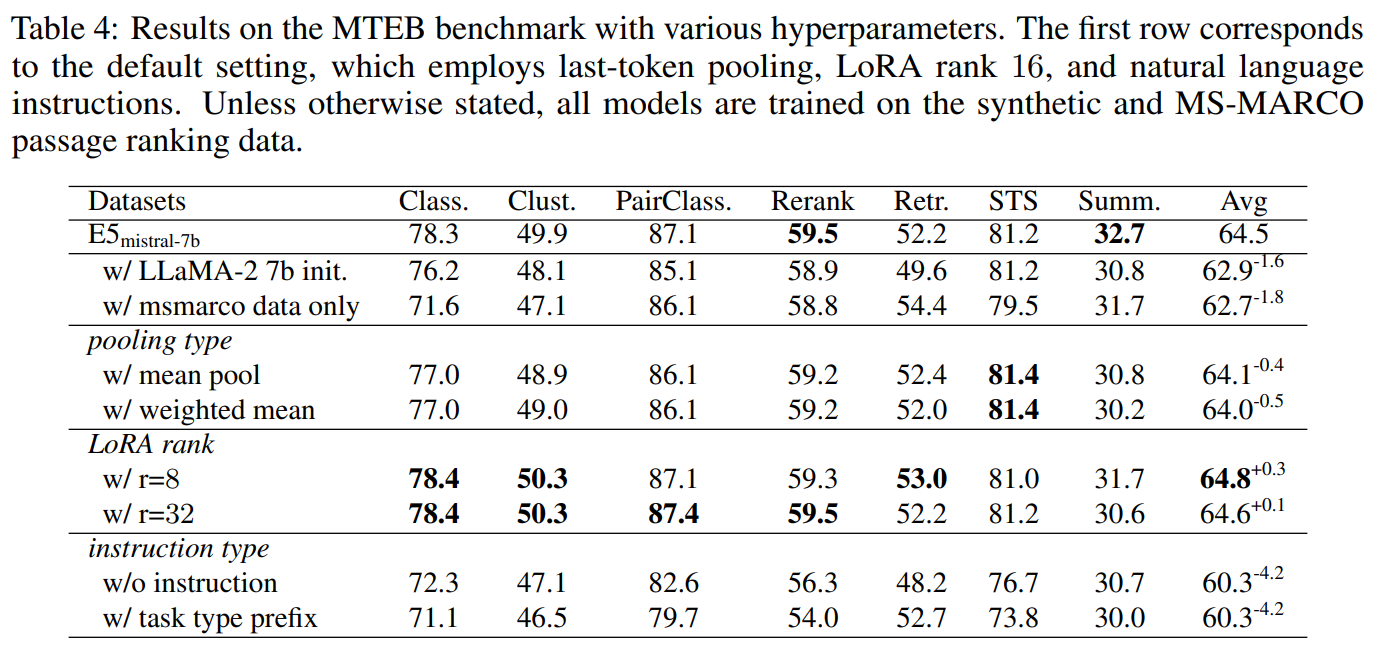 Table 4: Results on the MTEB benchmark with various hyperparameters. The first row corresponds
to the default setting, which employs last-token pooling, LoRA rank 16, and natural language
instructions. Unless otherwise stated, all models are trained on the synthetic and MS-MARCO
passage ranking data.
Datasets Class. Clust. PairClass. Rerank Retr. STS Summ. Avg
E5mistral-7b 78.3 49.9 87.1 59.5 52.2 81.2 32.7 64.5
w/ LLaMA-2 7b init. 76.2 48.1 85.1 58.9 49.6 81.2 30.8 62.9-1.6
w/ msmarco data only 71.6 47.1 86.1 58.8 54.4 79.5 31.7 62.7-1.8
pooling type
w/ mean pool 77.0 48.9 86.1 59.2 52.4 81.4 30.8 64.1-0.4
w/ weighted mean 77.0 49.0 86.1 59.2 52.0 81.4 30.2 64.0-0.5
LoRA rank
w/ r=8 78.4 50.3 87.1 59.3 53.0 81.0 31.7 64.8+0.3
w/ r=32 78.4 50.3 87.4 59.5 52.2 81.2 30.6 64.6+0.1
instruction type
w/o instruction 72.3 47.1 82.6 56.3 48.2 76.7 30.7 60.3-4.2
w/ task type prefix 71.1 46.5 79.7 54.0 52.7 73.8 30.0 60.3-4.2